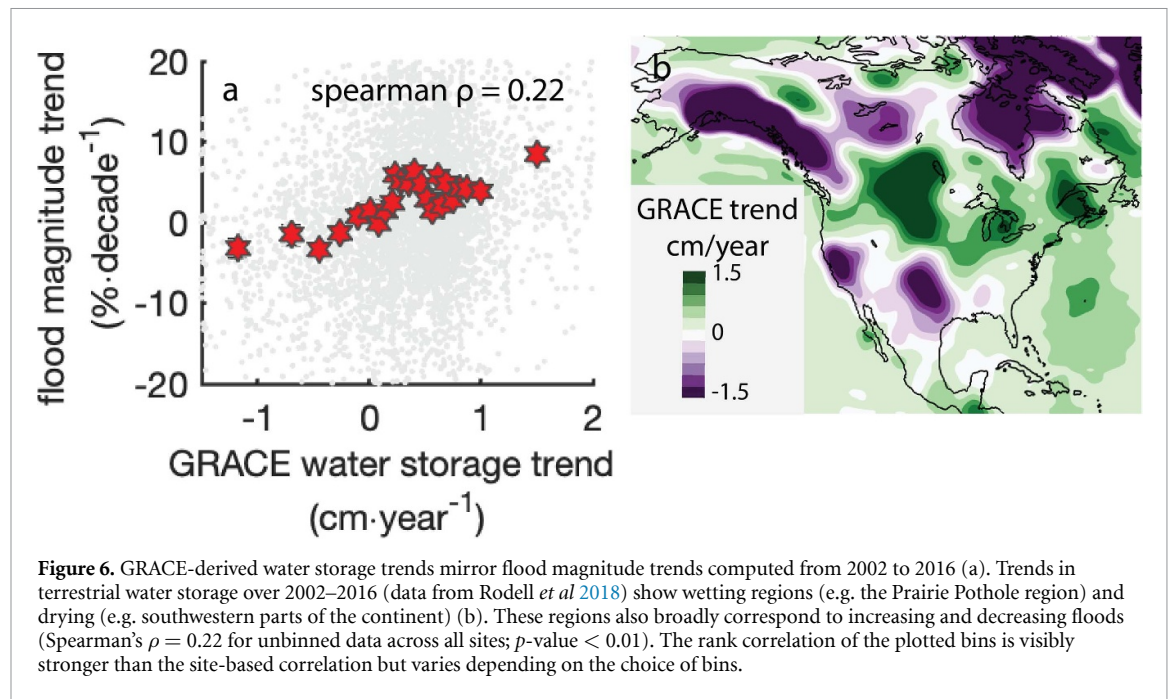 20
10
0
-10
-20
flood magnitude trend
(%·decade⁻¹)
a
spearman ρ = 0.22
-1
0
1
2
GRACE water storage trend
(cm·year⁻¹)
b
GRACE trend
cm/year
1.5
0
-1.5
Figure 6. GRACE-derived water storage trends mirror flood magnitude trends computed from 2002 to 2016 (a). Trends in
terrestrial water storage over 2002–2016 (data from Rodell et al 2018) show wetting regions (e.g. the Prairie Pothole region) and
drying (e.g. southwestern parts of the continent) (b). These regions also broadly correspond to increasing and decreasing floods
(Spearman's ρ = 0.22 for unbinned data across all sites; p-value < 0.01). The rank correlation of the plotted bins is visibly
stronger than the site-based correlation but varies depending on the choice of bins.